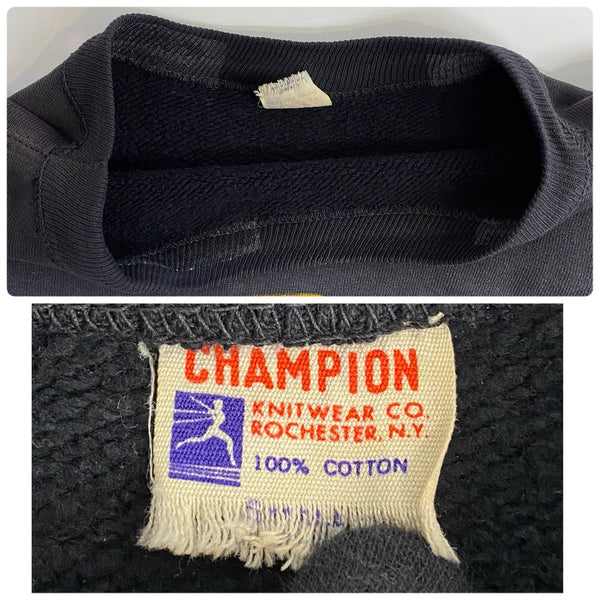 CHAMPION
KNITWEAR CO.
ROCHESTER, N.Y.
100% COTTON